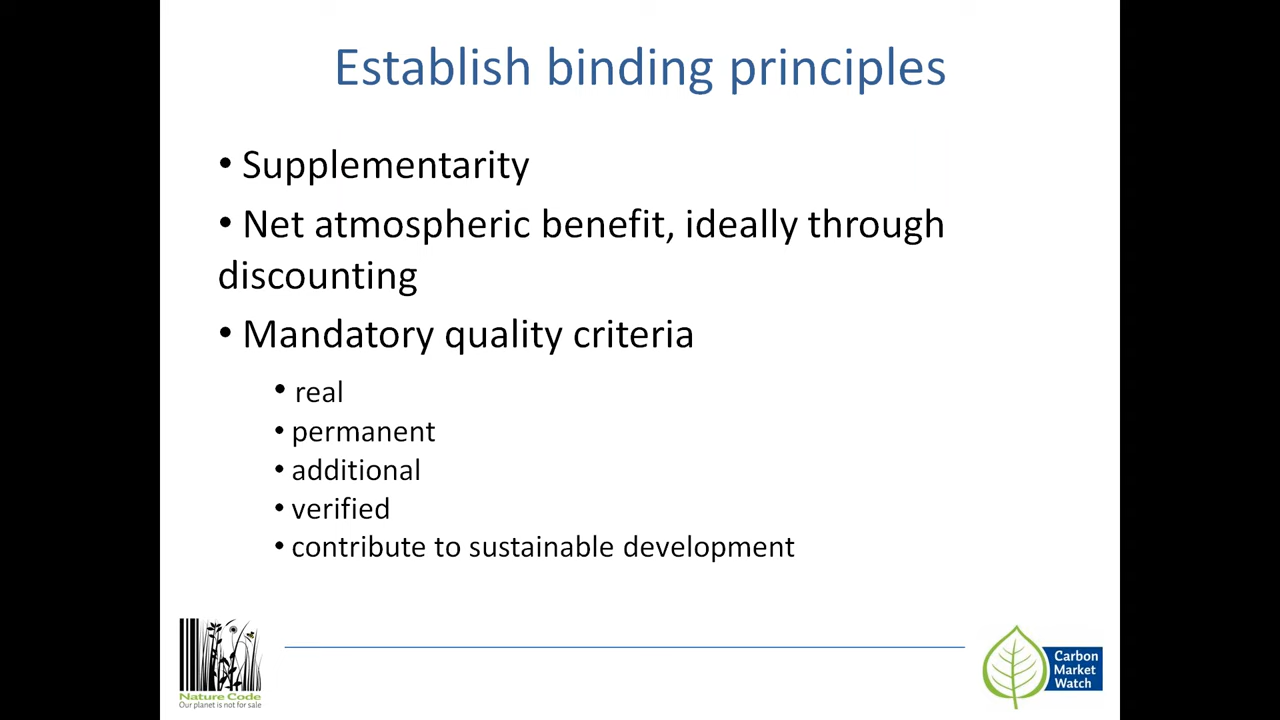 Establish binding principles
• Supplementarity
• Net atmospheric benefit, ideally through
discounting
• Mandatory quality criteria
• real
• permanent
• additional
• verified
• contribute to sustainable development
Nature Code
Our planet is not for sale
Carbon
Market
Watch